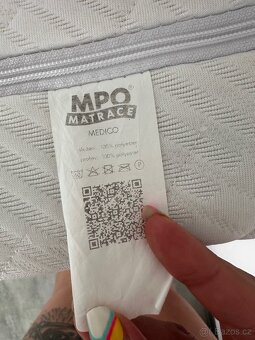 MPO®
MATRACE
MEDICO
100% polyester
100% polyester
P
©Bazos.cz